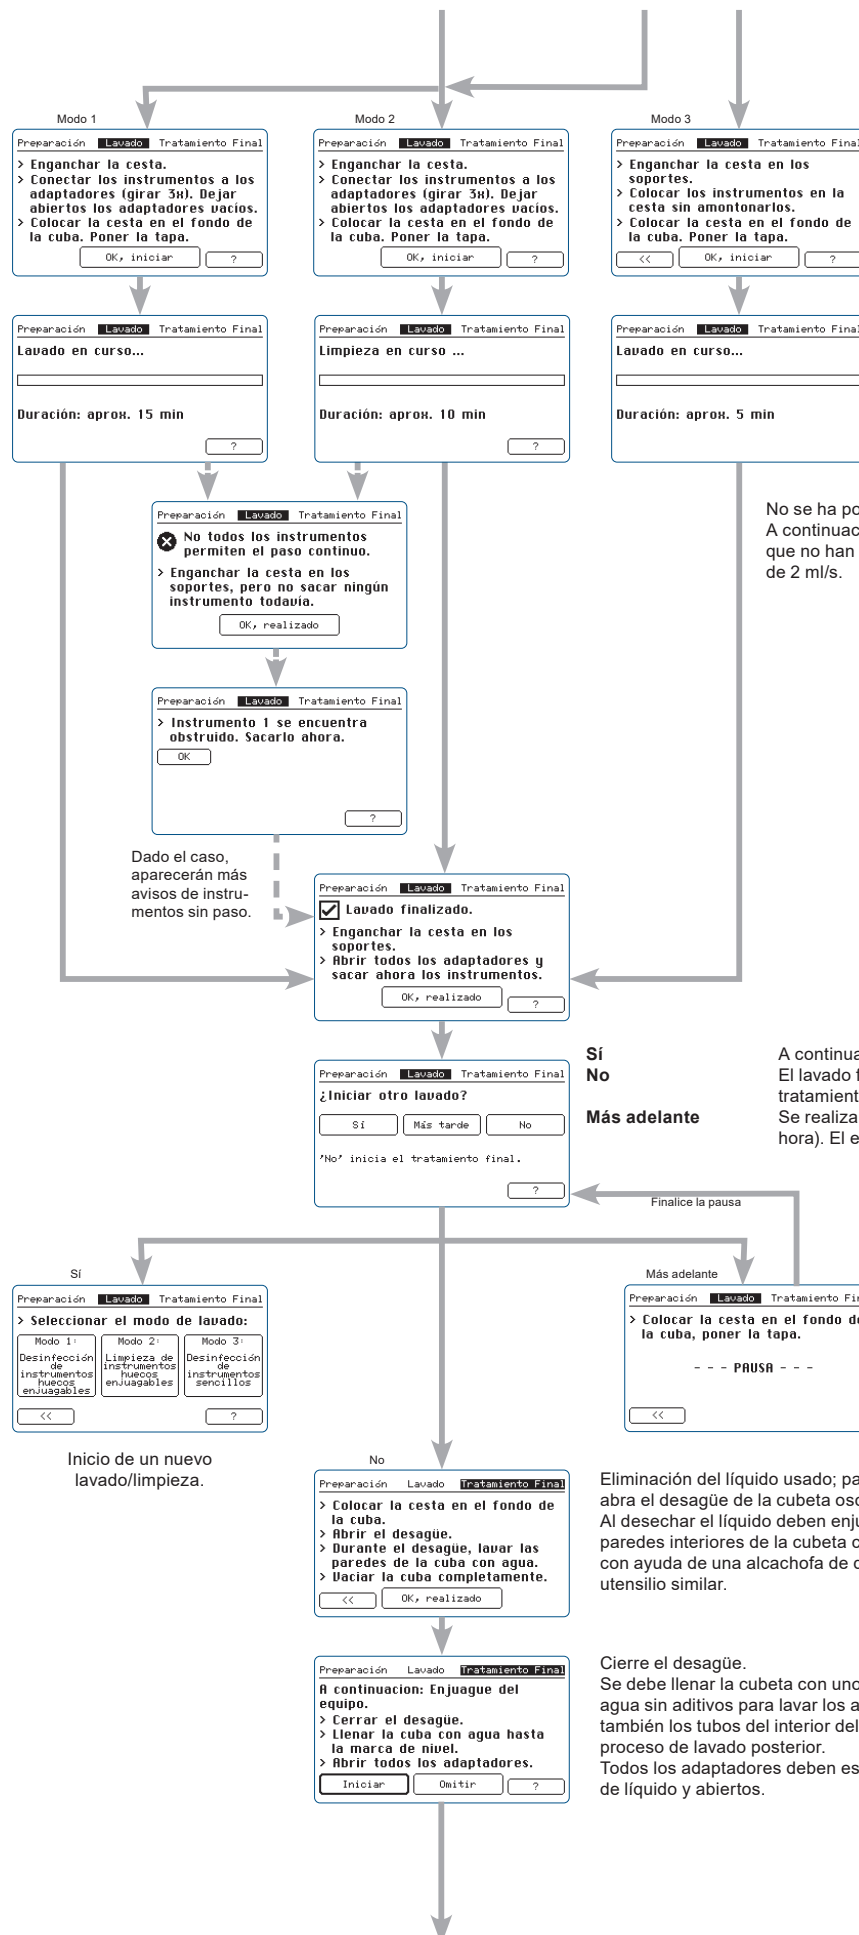 Modo 1
Preparación Lavado Tratamiento Final
> Enganchar la cesta.
> Conectar los instrumentos a los
adaptadores (girar 3x). Dejar
abiertos los adaptadores vacíos.
> Colocar la cesta en el fondo de
la cuba. Poner la tapa.
OK, iniciar ?
Modo 2
Preparación Lavado Tratamiento Final
> Enganchar la cesta.
> Conectar los instrumentos a los
adaptadores (girar 3x). Dejar
abiertos los adaptadores vacíos.
> Colocar la cesta en el fondo de
la cuba. Poner la tapa.
OK, iniciar ?
Modo 3
Preparación Lavado Tratamiento Final
> Enganchar la cesta en los
soportes.
> Colocar los instrumentos en la
cesta sin amontonarlos.
> Colocar la cesta en el fondo de
la cuba. Poner la tapa.
<< OK, iniciar ?
Preparación Lavado Tratamiento Final
Lavado en curso...
Duración: aprox. 15 min
?
Preparación Lavado Tratamiento Final
Limpieza en curso ...
Duración: aprox. 10 min
?
Preparación Lavado Tratamiento Final
Lavado en curso...
Duración: aprox. 5 min
Preparación Lavado Tratamiento Final
No todos los instrumentos
permiten el paso continuo.
> Enganchar la cesta en los
soportes, pero no sacar ningún
instrumento todavía.
OK, realizado
No se ha po
A continuac
que no han
de 2 ml/s.
Preparación Lavado Tratamiento Final
> Instrumento 1 se encuentra
obstruido. Sacarlo ahora.
OK
?
Dado el caso,
aparecerán más
avisos de instru-
mentos sin paso.
Preparación Lavado Tratamiento Final
Lavado finalizado.
> Enganchar la cesta en los
soportes.
> Abrir todos los adaptadores y
sacar ahora los instrumentos.
OK, realizado ?
Preparación Lavado Tratamiento Final
¿Iniciar otro lavado?
Sí Más tarde No
'No' inicia el tratamiento final.
?
Sí A continua
No El lavado f
tratamient
Más adelante Se realiza
hora). El e
Finalice la pausa
Sí
Preparación Lavado Tratamiento Final
> Seleccionar el modo de lavado:
Modo 1:
Desinfección
de
instrumentos
huecos
enjuagables
Modo 2:
Limpieza de
instrumentos
huecos
enjuagables
Modo 3:
Desinfección
de
instrumentos
sencillos
<< ?
Inicio de un nuevo
lavado/limpieza.
Más adelante
Preparación Lavado Tratamiento Fin
> Colocar la cesta en el fondo de
la cuba, poner la tapa.
- - - PAUSA - - -
<<
No
Preparación Lavado Tratamiento Final
> Colocar la cesta en el fondo de
la cuba.
> Abrir el desagüe.
> Durante el desagüe, lavar las
paredes de la cuba con agua.
> Vaciar la cuba completamente.
<< OK, realizado
Eliminación del líquido usado; pa
abra el desagüe de la cubeta osc
Al desechar el líquido deben enju
paredes interiores de la cubeta c
con ayuda de una alcachofa de d
utensilio similar.
Preparación Lavado Tratamiento Final
A continuacion: Enjuague del
equipo.
> Cerrar el desagüe.
> Llenar la cuba con agua hasta
la marca de nivel.
> Abrir todos los adaptadores.
Iniciar Omitir ?
Cierre el desagüe.
Se debe llenar la cubeta con uno
agua sin aditivos para lavar los a
también los tubos del interior del
proceso de lavado posterior.
Todos los adaptadores deben es
de líquido y abiertos.